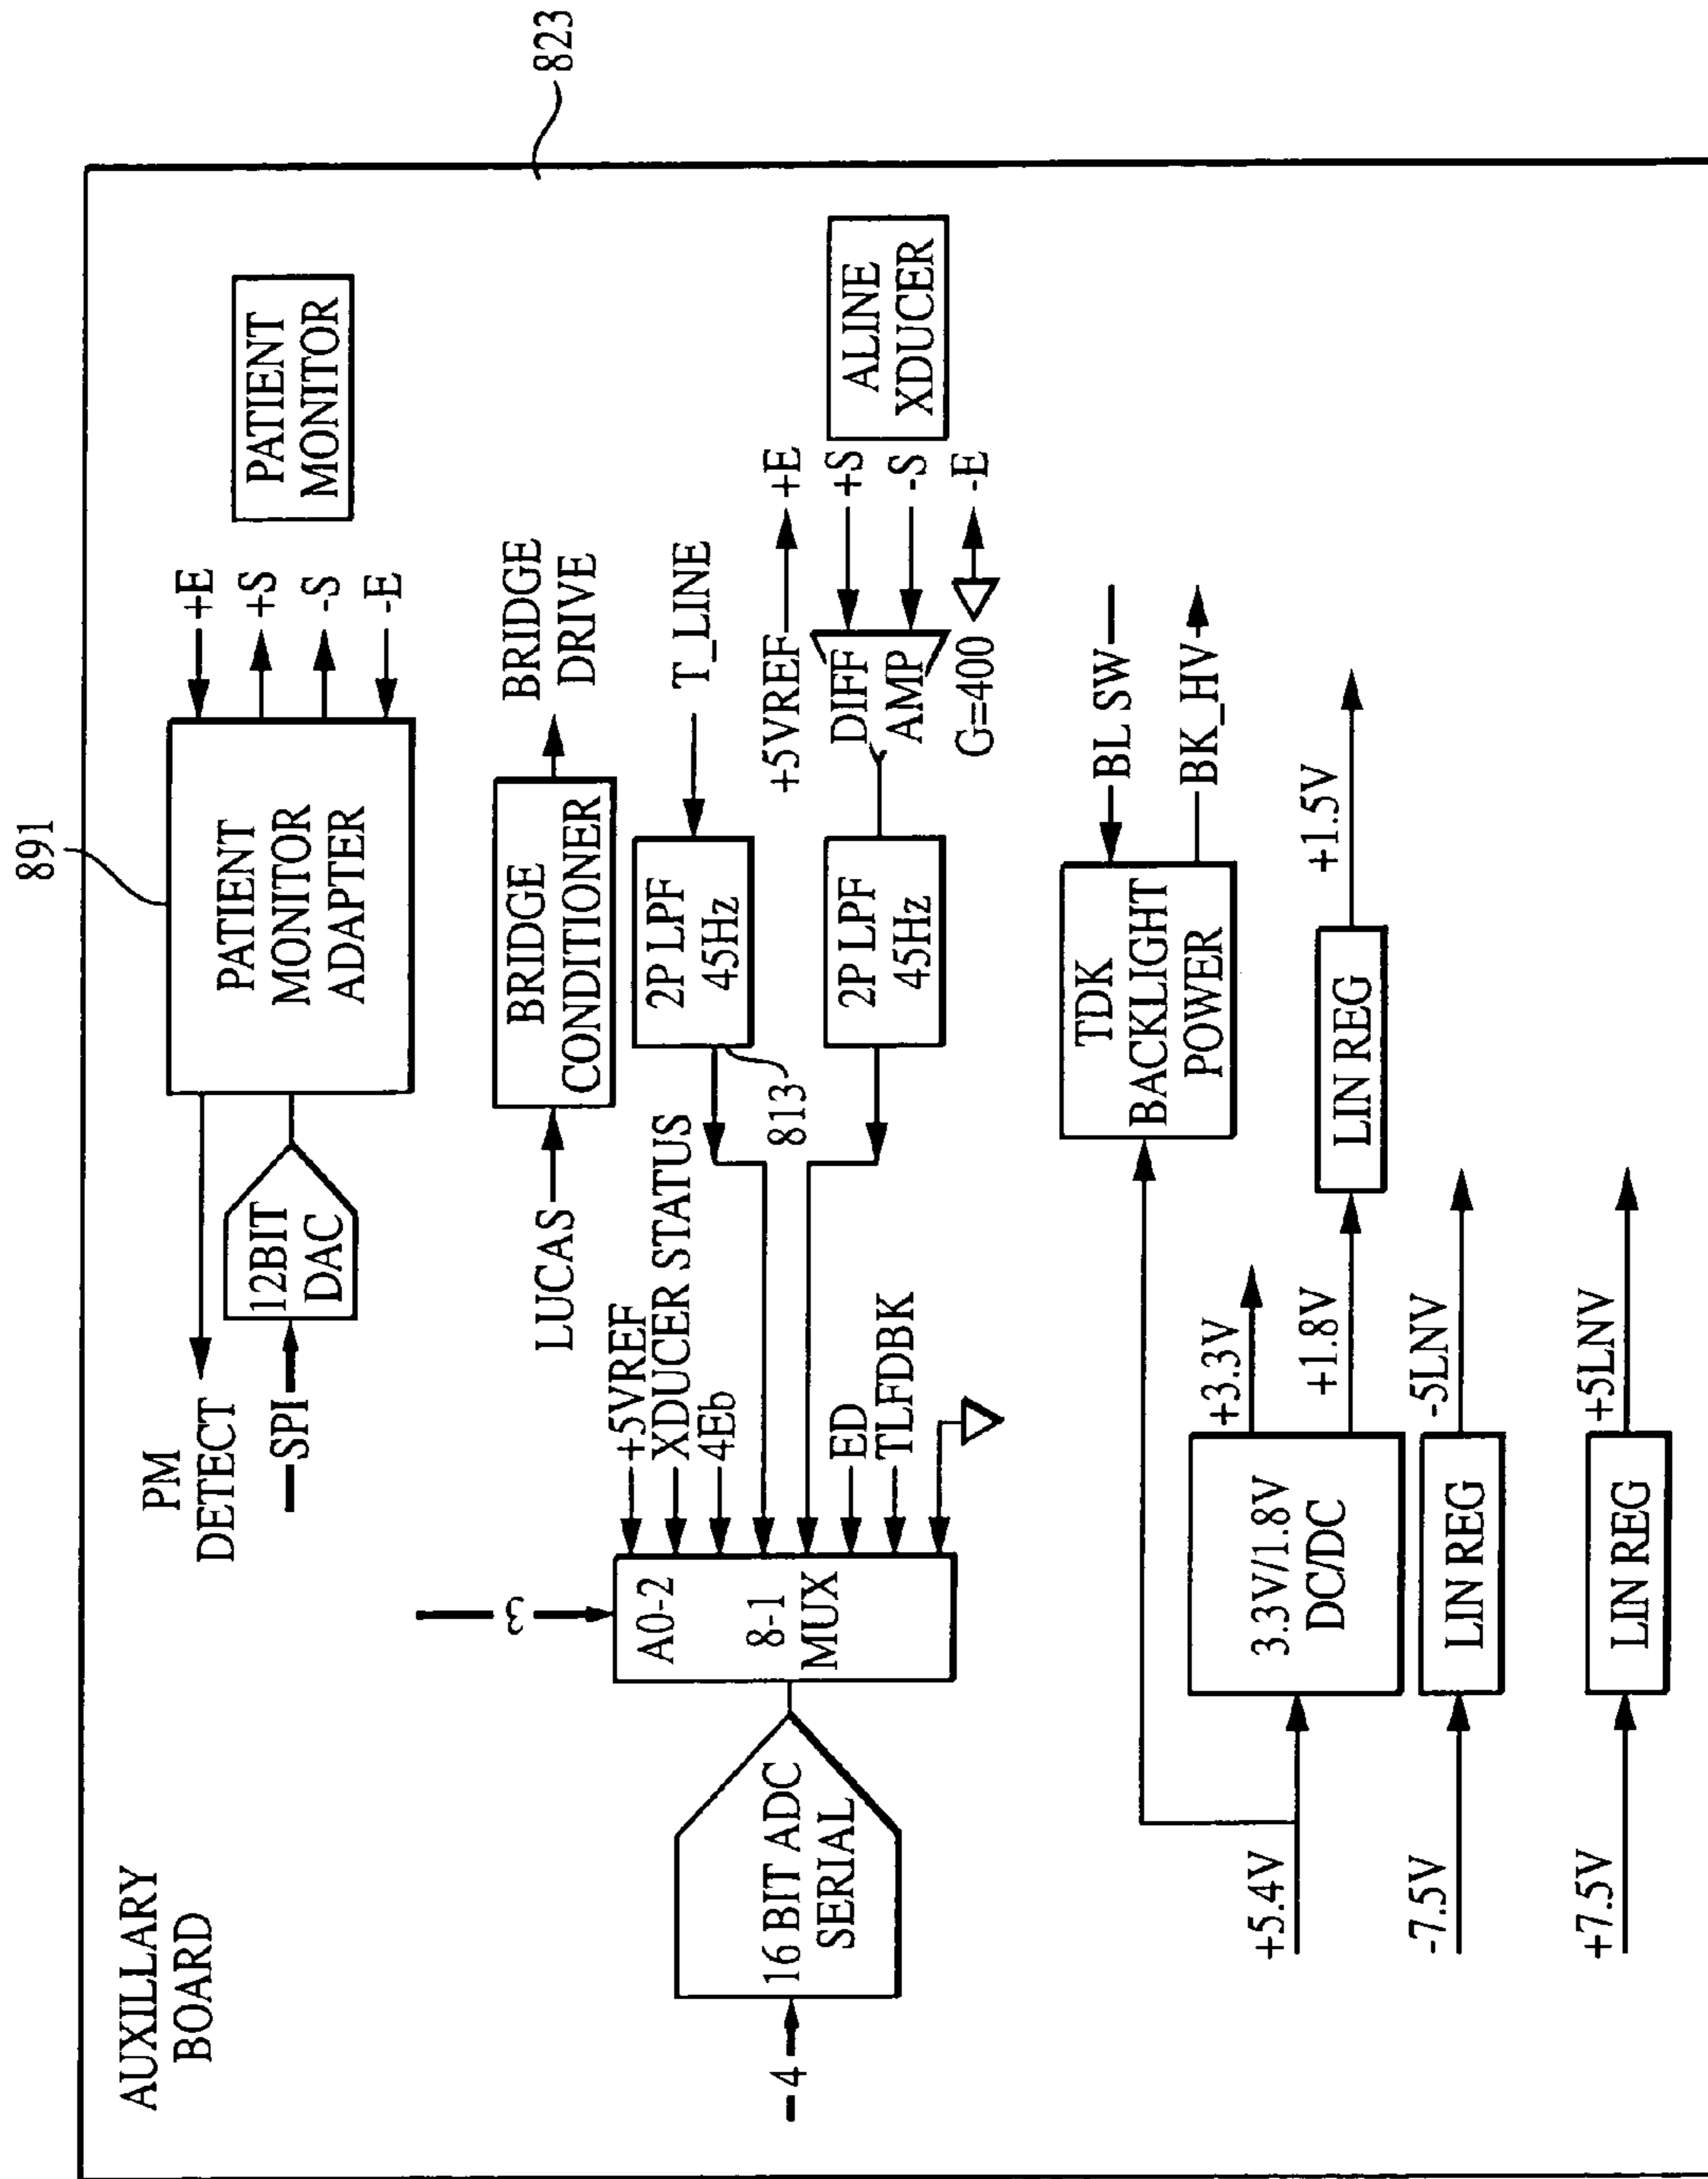 AUXILLARY
BOARD
823
891
PM
DETECT
SPI
12BIT
DAC
PATIENT
MONITOR
ADAPTER
+E
+S
-S
-E
PATIENT
MONITOR
LUCAS
BRIDGE
CONDITIONER
BRIDGE
DRIVE
3
+5VREF
XDUCER STATUS
4Eb
ED
TLFDBK
A0-2
8-1
MUX
4
16 BIT ADC
SERIAL
2P LPF
45Hz
T_LINE
813
2P LPF
45Hz
+5VREF
+E
DIFF
AMP
+S
-S
G=400
-E
ALINE
XDUCER
TDK
BACKLIGHT
POWER
BL SW
BK_HV
+5.4V
3.3V/1.8V
DC/DC
+3.3V
+1.8V
LIN REG
+1.5V
-7.5V
LIN REG
-5LNV
+7.5V
LIN REG
+5LNV